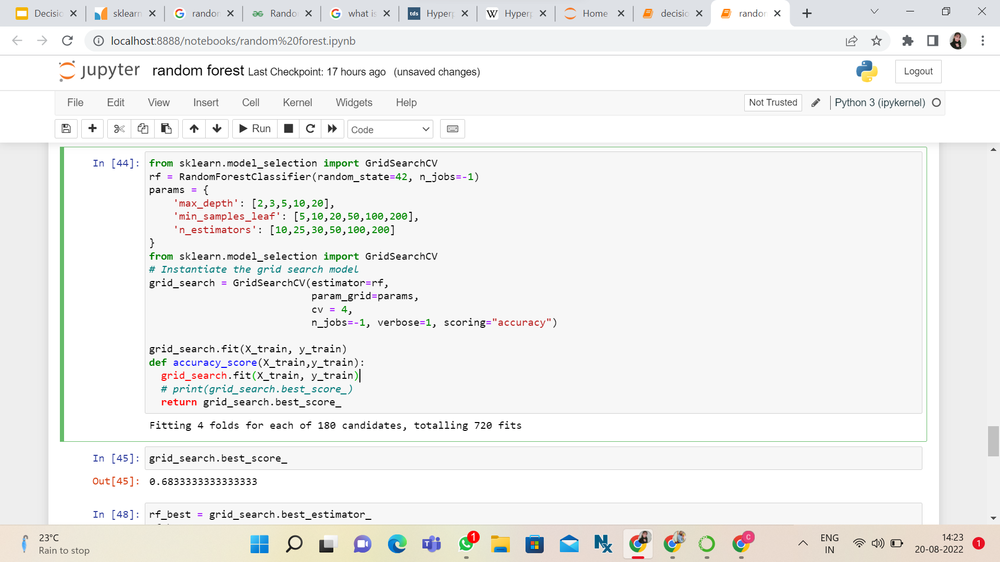 Decisio
sklearn
random
Rando
what is
tds Hyperp
W Hyperp
Home
decisio
random
localhost:8888/notebooks/random%20forest.ipynb
jupyter random forest Last Checkpoint: 17 hours ago (unsaved changes)
Logout
File Edit View Insert Cell Kernel Widgets Help
Not Trusted
Python 3 (ipykernel)
Run
Code
In [44]: from sklearn.model_selection import GridSearchCV
rf = RandomForestClassifier(random_state=42, n_jobs=-1)
params = {
    'max_depth': [2,3,5,10,20],
    'min_samples_leaf': [5,10,20,50,100,200],
    'n_estimators': [10,25,30,50,100,200]
}
from sklearn.model_selection import GridSearchCV
# Instantiate the grid search model
grid_search = GridSearchCV(estimator=rf,
                           param_grid=params,
                           cv = 4,
                           n_jobs=-1, verbose=1, scoring="accuracy")
grid_search.fit(X_train, y_train)
def accuracy_score(X_train,y_train):
  grid_search.fit(X_train, y_train)
  # print(grid_search.best_score_)
  return grid_search.best_score_
Fitting 4 folds for each of 180 candidates, totalling 720 fits
In [45]: grid_search.best_score_
Out[45]: 0.6833333333333333
In [48]: rf_best = grid_search.best_estimator_
23°C
Rain to stop
1
C
ENG
IN
14:23
20-08-2022
1